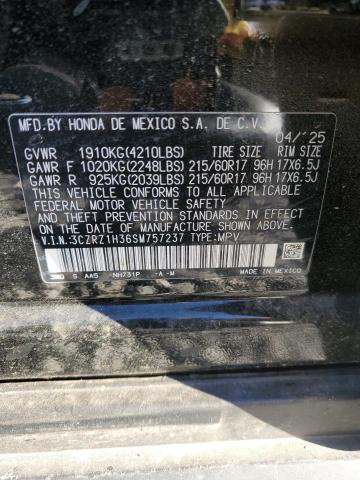 MFD.BY HONDA DE MEXICO S.A. DE C.V. 04/'25
GVWR 1910KG(4210LBS) TIRE SIZE RIM SIZE
GAWR F 1020KG(2248LBS) 215/60R17 96H 17X6.5J
GAWR R 925KG(2039LBS) 215/60R17 96H 17X6.5J
THIS VEHICLE CONFORMS TO ALL APPLICABLE
FEDERAL MOTOR VEHICLE SAFETY
STANDARDS IN EFFECT ON THE DATE OF
MANUFACTURE SHOWN ABOVE.
V.I.N.:3CZRZ1H36SM757237 TYPE:MPV
S AA5 NH731P -A -M
MADE IN MEXICO